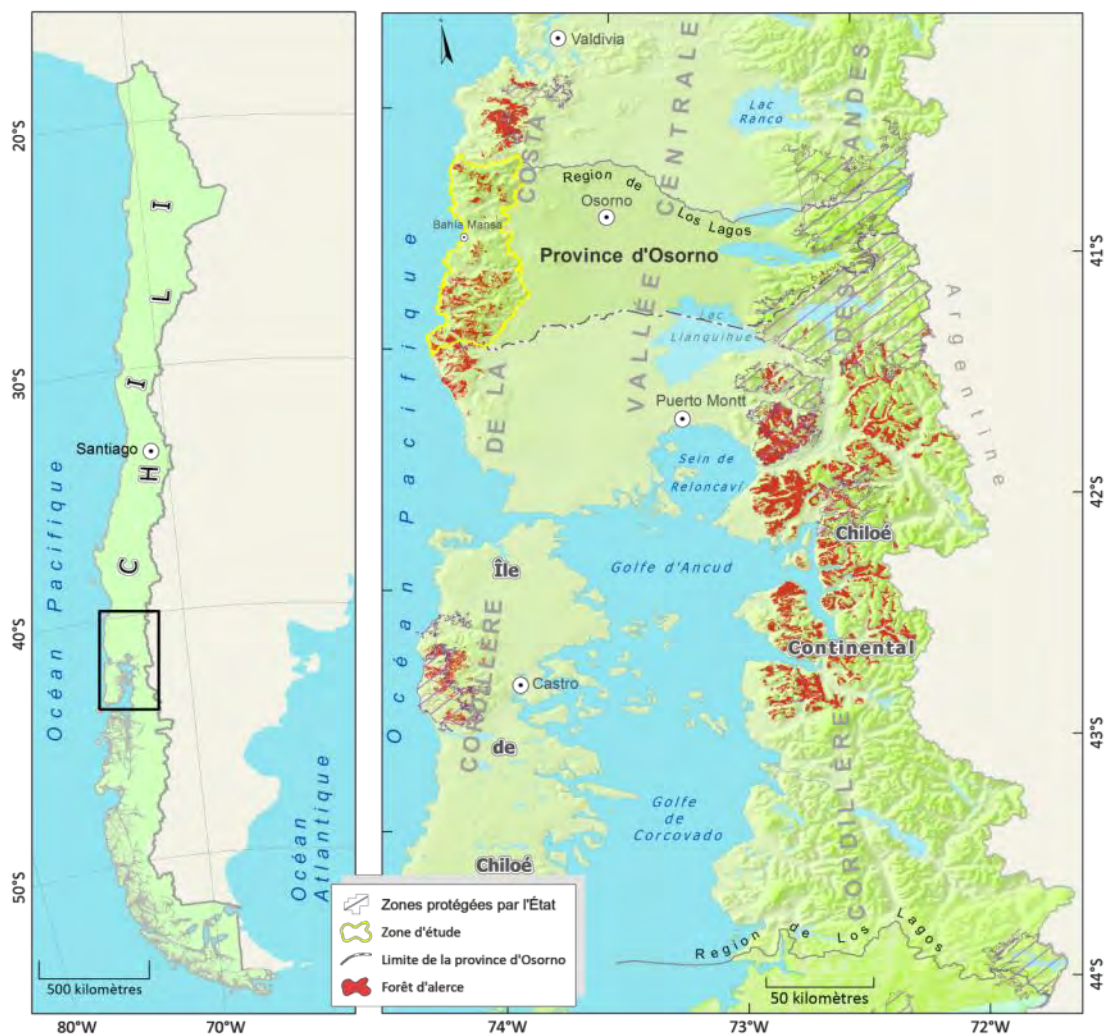 20°S
30°S
40°S
50°S
80°W
70°W
CHILI
Santiago
Océan Pacifique
Océan
Atlantique
500 kilomètres
Valdivia
Lac
Ranco
COSTA
Region de Los Lagos
Osorno
Bahía Mansa
Province d'Osorno
VALLÉE CENTRALE
CORDILLERE DES ANDES
Lac
Llanquihue
Argentine
Puerto Montt
DE LA
Sein de
Reloncaví
Océan Pacifique
Chiloé
Continental
Île
de
Chiloé
Golfe d'Ancud
CORDILLERE
Castro
Golfe
de
Corcovado
Region de Los Lagos
50 kilomètres
41°S
42°S
43°S
44°S
74°W
73°W
72°W
Zones protégées par l'État
Zone d'étude
Limite de la province d'Osorno
Forêt d'alerce